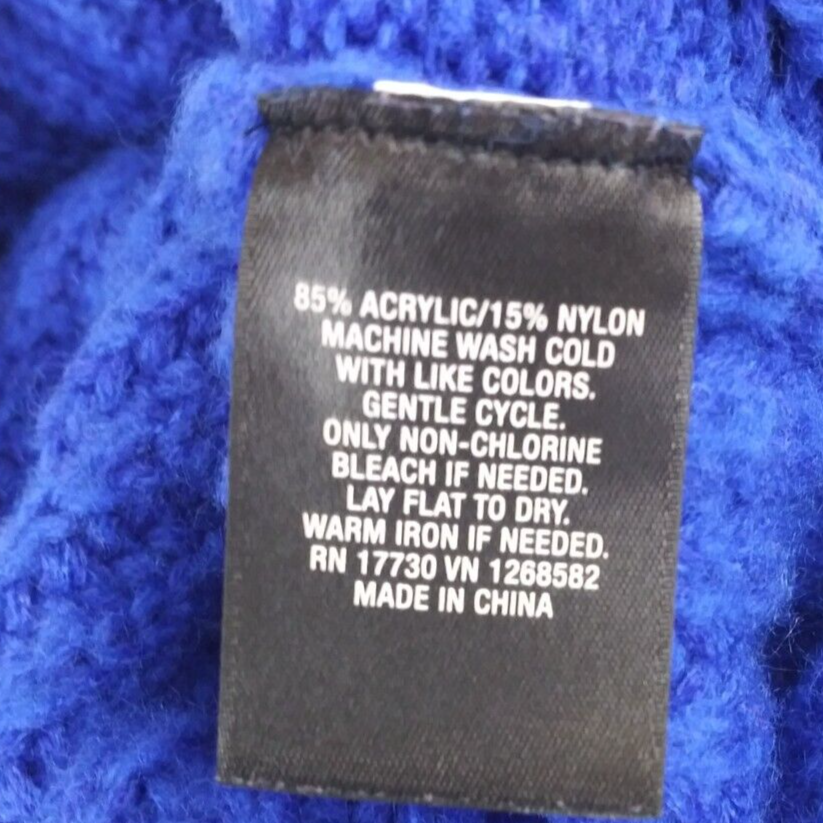 85% ACRYLIC/15% NYLON
MACHINE WASH COLD
WITH LIKE COLORS.
GENTLE CYCLE.
ONLY NON-CHLORINE
BLEACH IF NEEDED.
LAY FLAT TO DRY.
WARM IRON IF NEEDED.
RN 17730 VN 1268582
MADE IN CHINA